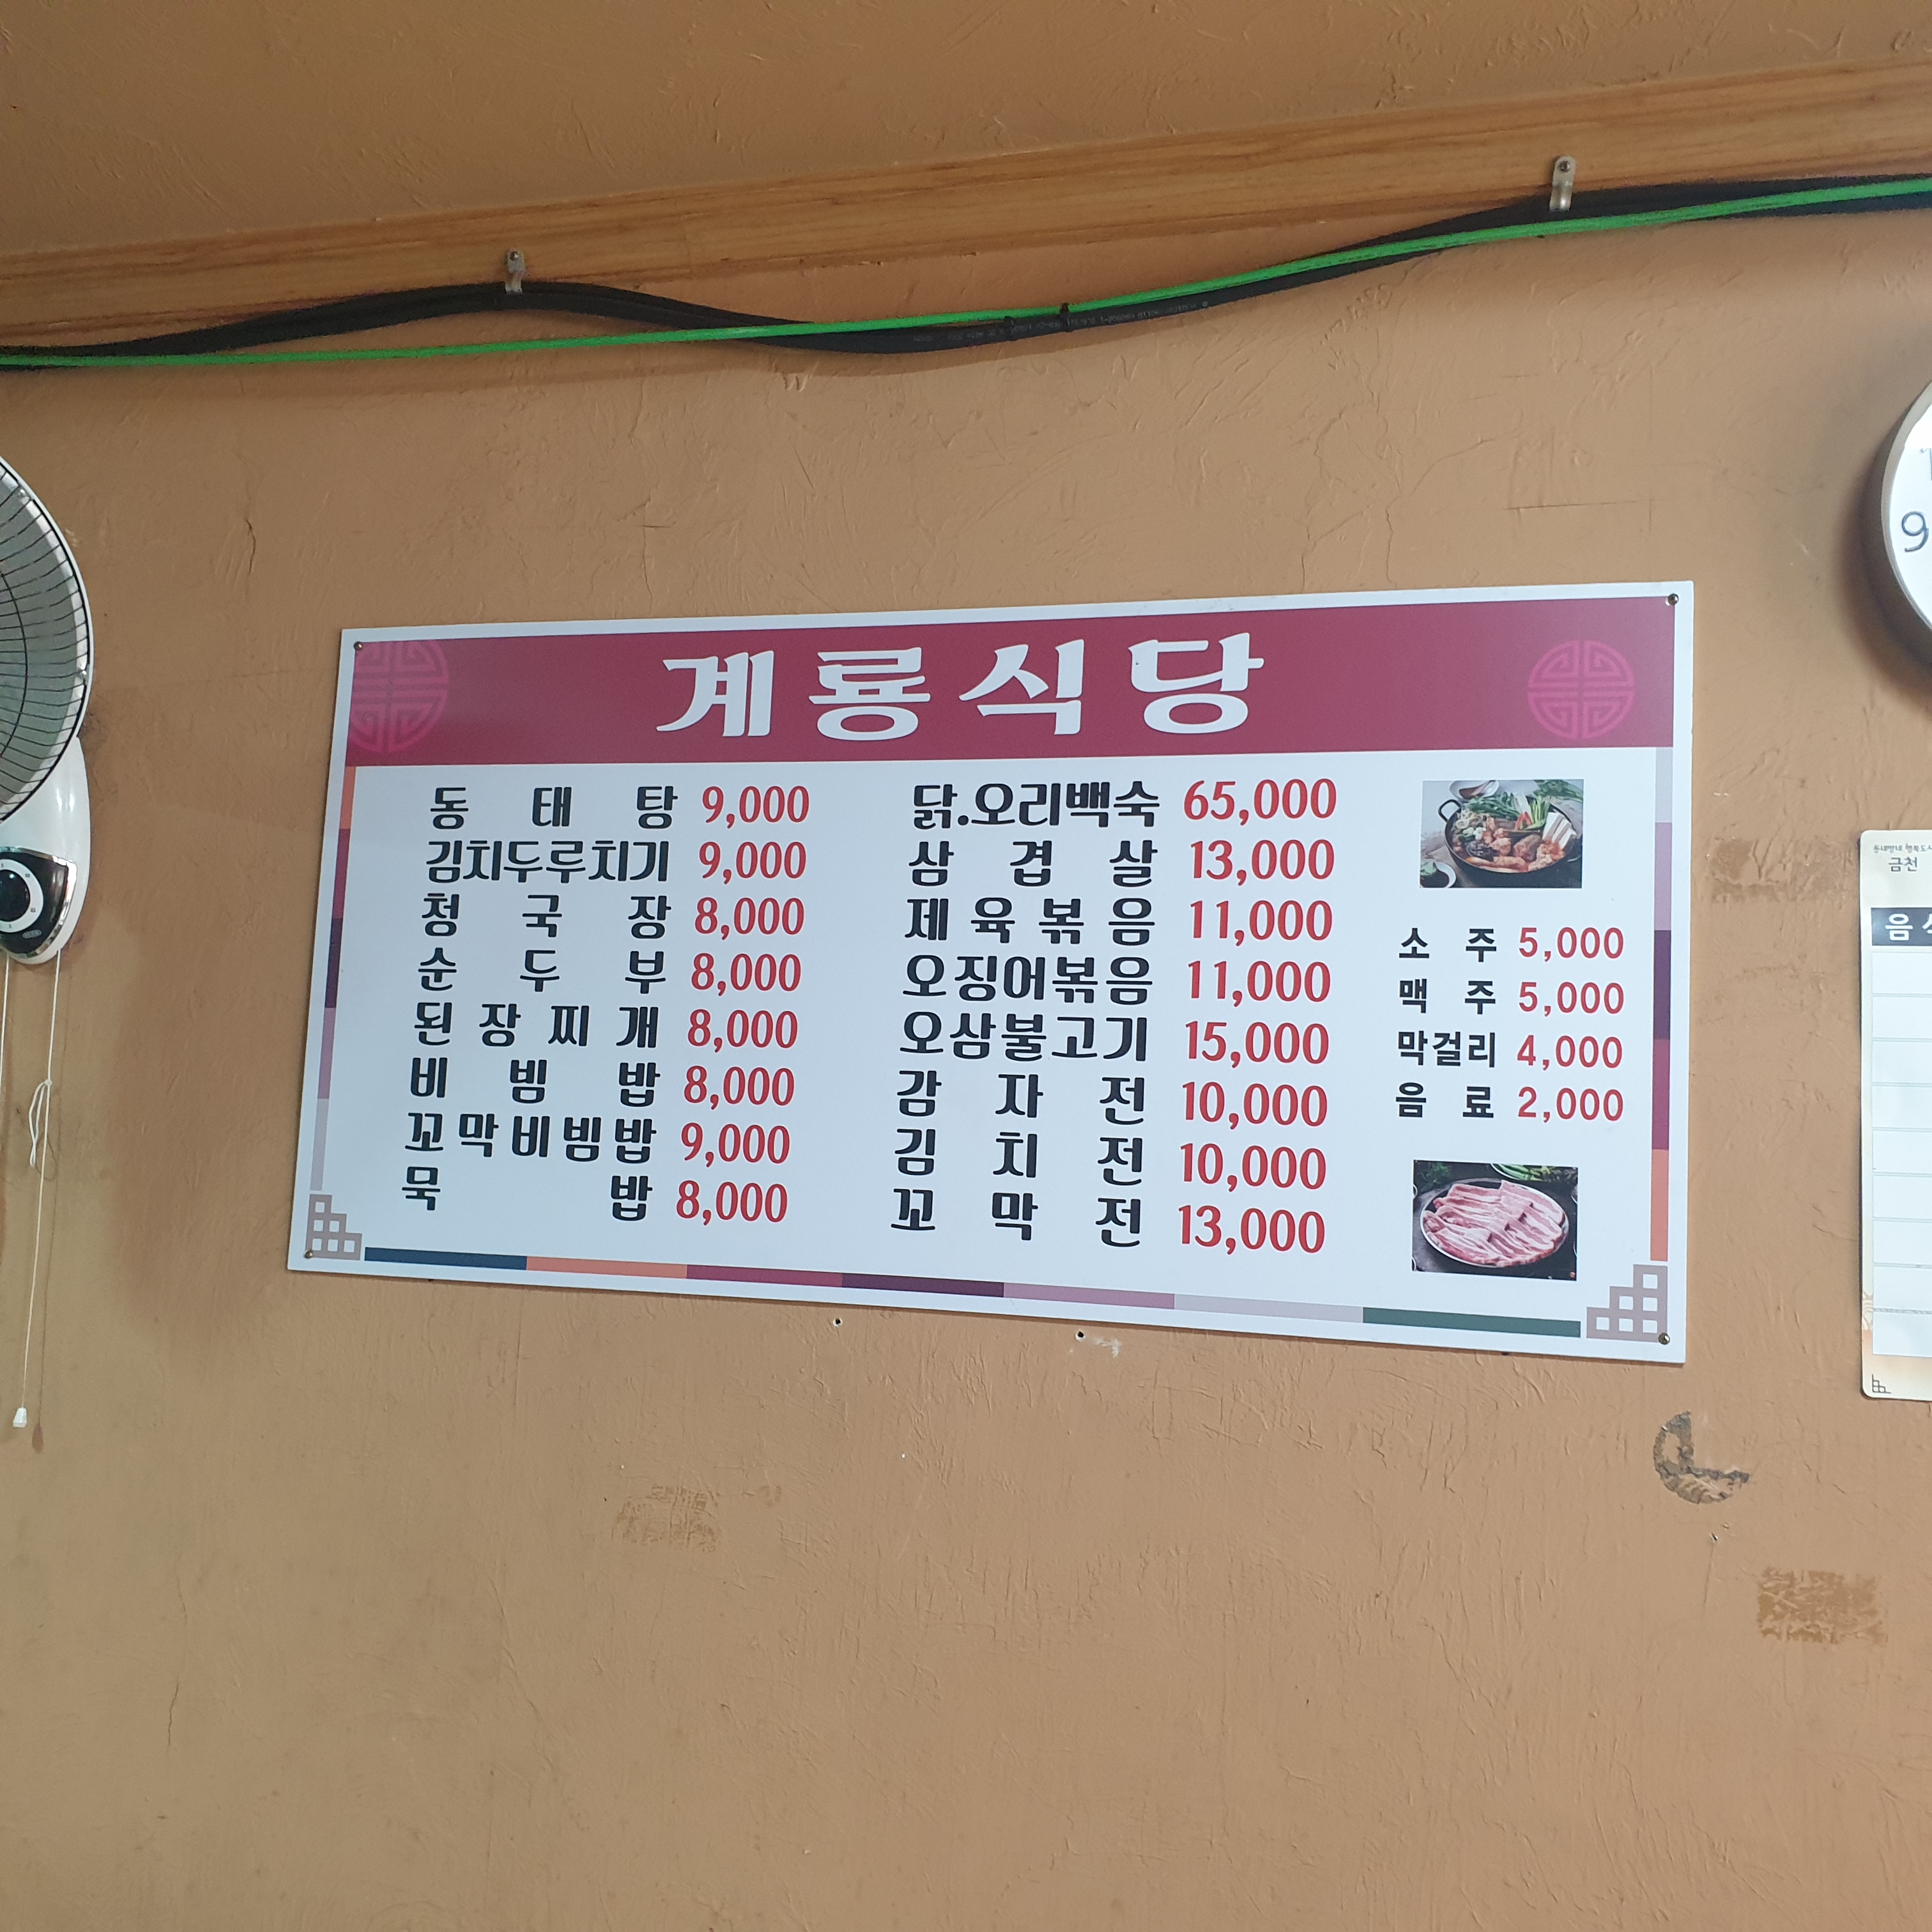 계룡식당
동태탕 9,000
김치두루치기 9,000
청국장 8,000
순두부 8,000
된장찌개 8,000
비빔밥 8,000
꼬막비빔밥 9,000
묵밥 8,000
닭.오리백숙 65,000
삼겹살 13,000
제육볶음 11,000
오징어볶음 11,000
오삼불고기 15,000
감자전 10,000
김치전 10,000
꼬막전 13,000
소주 5,000
맥주 5,000
막걸리 4,000
음료 2,000
9
금천
음